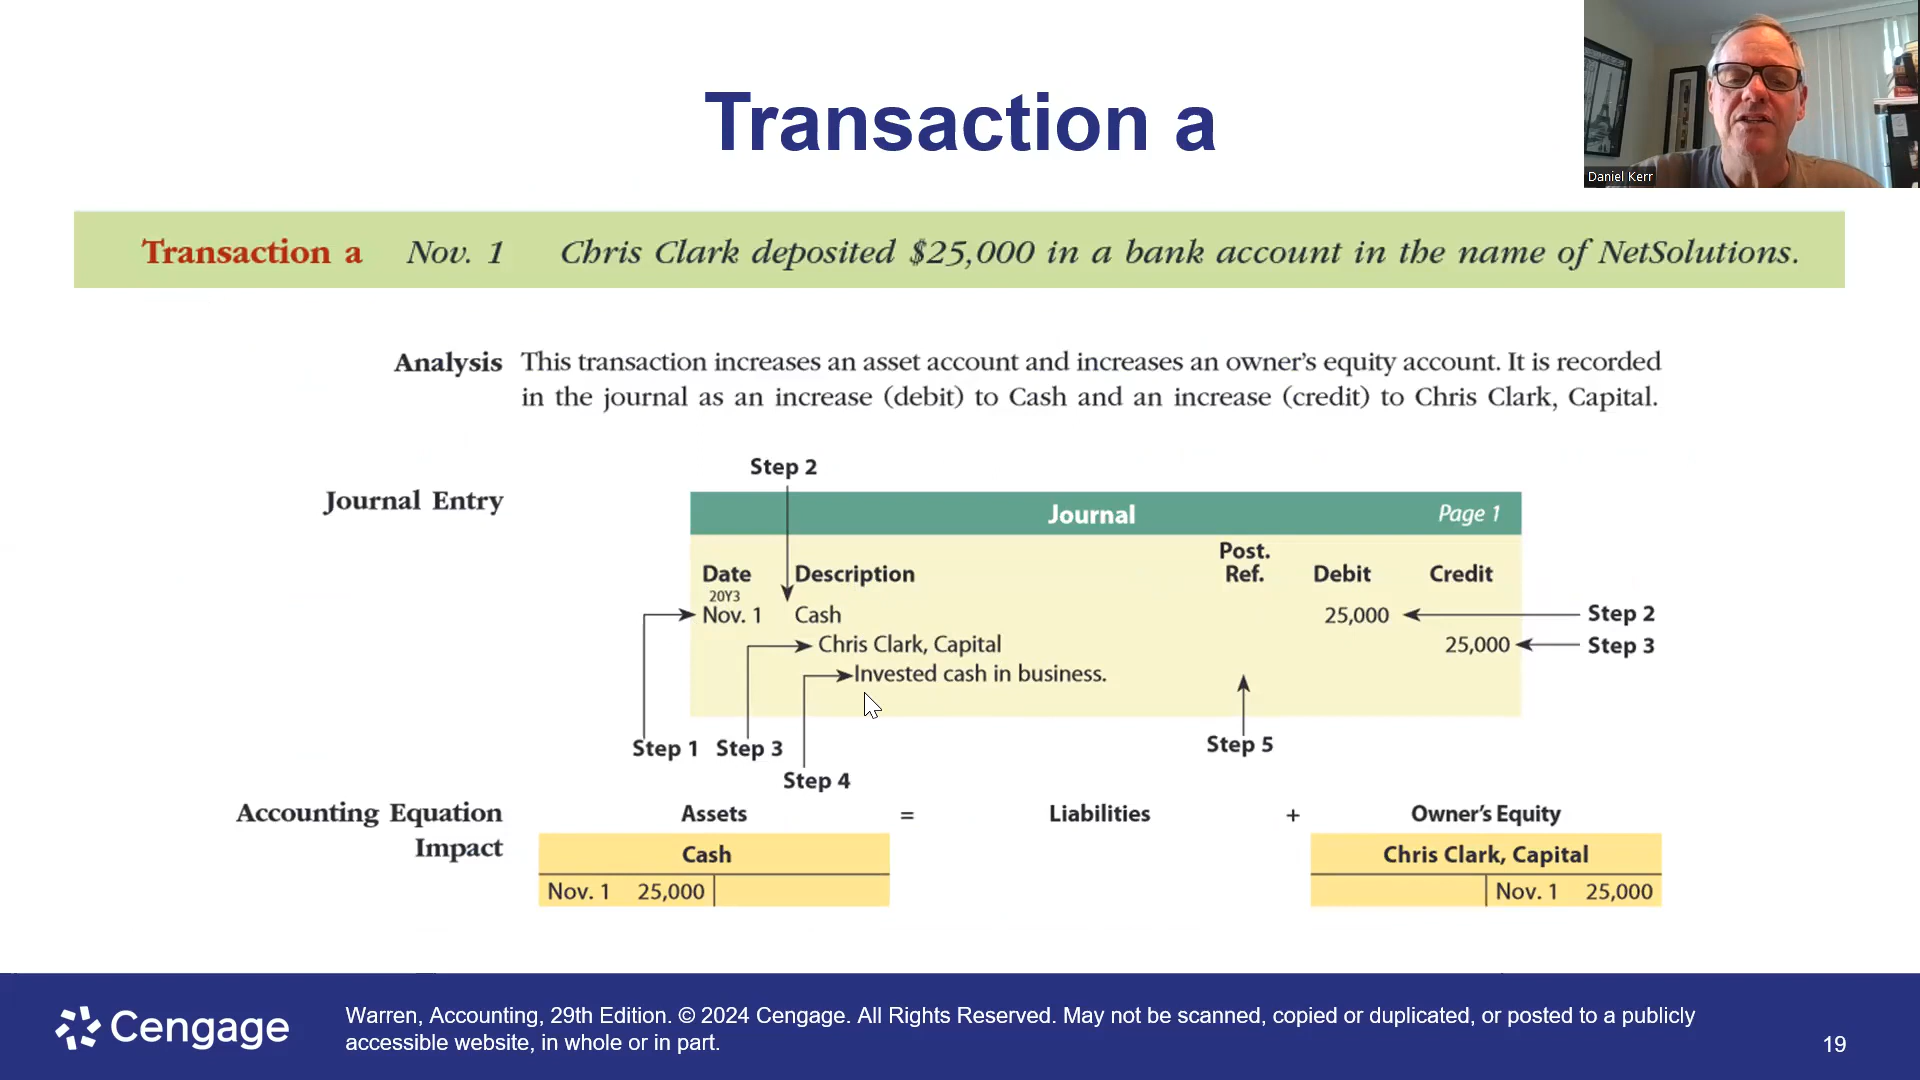 Transaction a
Daniel Kerr
Transaction a Nov. 1 Chris Clark deposited $25,000 in a bank account in the name of NetSolutions.
Analysis This transaction increases an asset account and increases an owner's equity account. It is recorded
in the journal as an increase (debit) to Cash and an increase (credit) to Chris Clark, Capital.
Step 2
Journal Entry
Journal Page 1
Post.
Date Description Ref. Debit Credit
20Y3
Nov. 1 Cash 25,000 Step 2
Chris Clark, Capital 25,000 Step 3
Invested cash in business.
Step 1 Step 3 Step 5
Step 4
Accounting Equation Assets = Liabilities + Owner's Equity
Impact Cash Chris Clark, Capital
Nov. 1 25,000 Nov. 1 25,000
Cengage
Warren, Accounting, 29th Edition. © 2024 Cengage. All Rights Reserved. May not be scanned, copied or duplicated, or posted to a publicly
accessible website, in whole or in part.
19